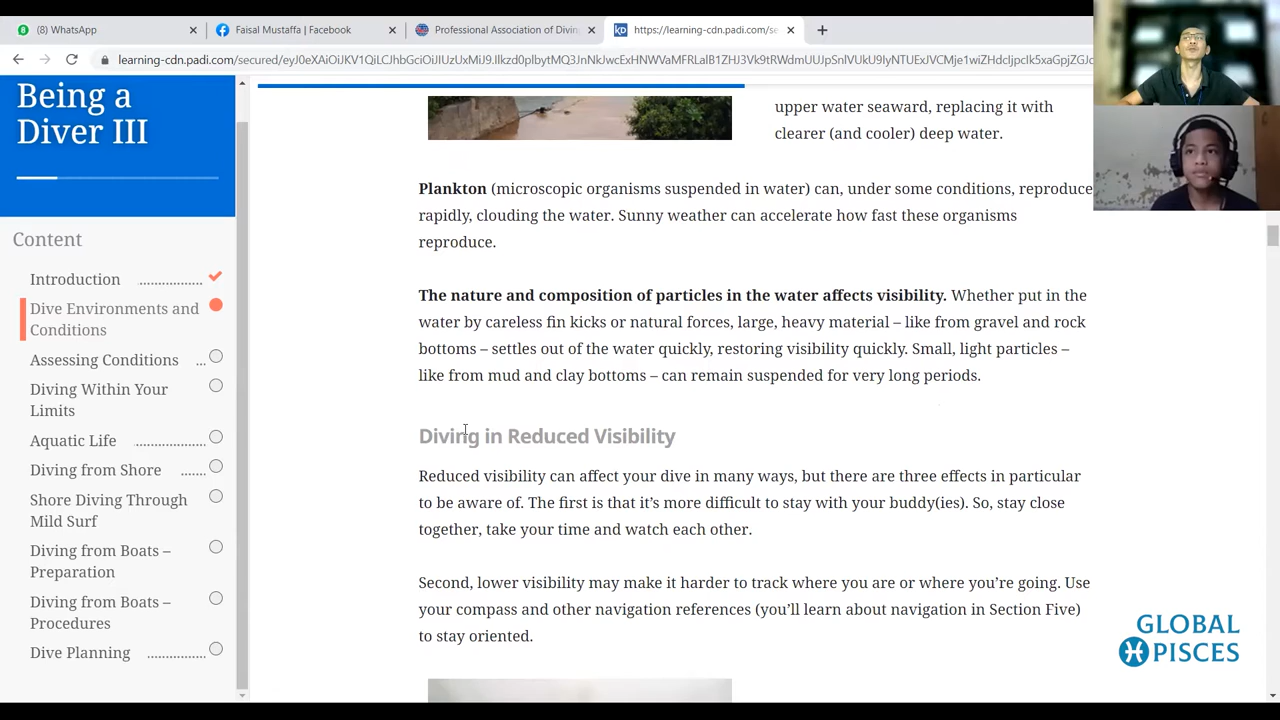 (8) WhatsApp
Faisal Mustaffa | Facebook
Professional Association of Divin
https://learning-cdn.padi.com/se
Being a
Diver III
Content
Introduction
Dive Environments and
Conditions
Assessing Conditions
Diving Within Your
Limits
Aquatic Life
Diving from Shore
Shore Diving Through
Mild Surf
Diving from Boats –
Preparation
Diving from Boats –
Procedures
Dive Planning
upper water seaward, replacing it with
clearer (and cooler) deep water.
Plankton (microscopic organisms suspended in water) can, under some conditions, reproduce
rapidly, clouding the water. Sunny weather can accelerate how fast these organisms
reproduce.
The nature and composition of particles in the water affects visibility. Whether put in the
water by careless fin kicks or natural forces, large, heavy material – like from gravel and rock
bottoms – settles out of the water quickly, restoring visibility quickly. Small, light particles –
like from mud and clay bottoms – can remain suspended for very long periods.
Diving in Reduced Visibility
Reduced visibility can affect your dive in many ways, but there are three effects in particular
to be aware of. The first is that it’s more difficult to stay with your buddy(ies). So, stay close
together, take your time and watch each other.
Second, lower visibility may make it harder to track where you are or where you’re going. Use
your compass and other navigation references (you’ll learn about navigation in Section Five)
to stay oriented.
GLOBAL
PISCES